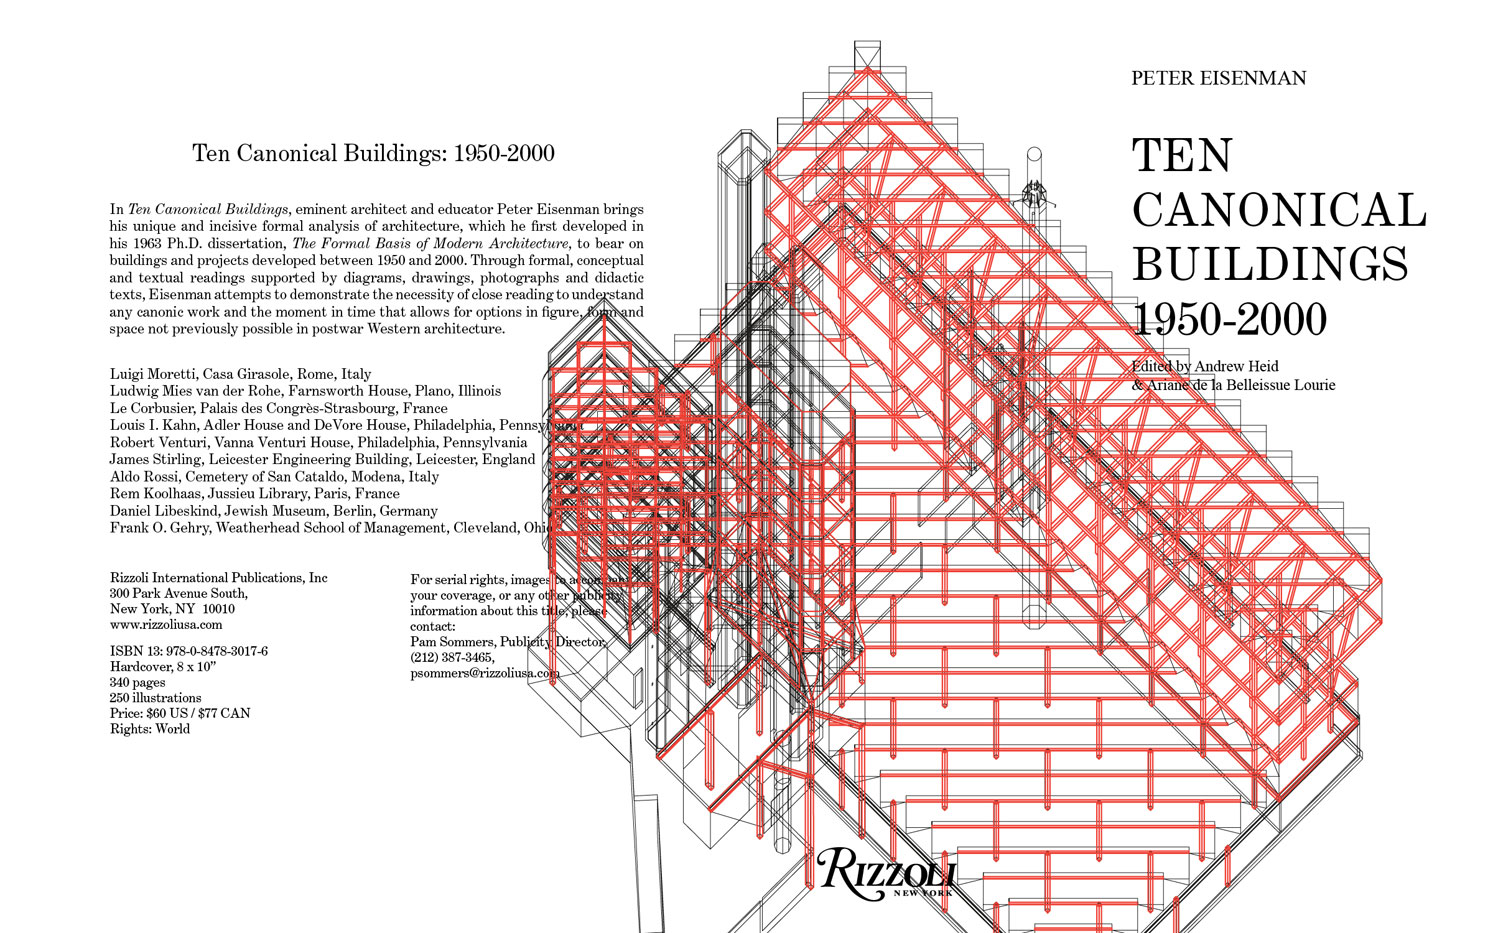 Ten Canonical Buildings: 1950-2000
In Ten Canonical Buildings, eminent architect and educator Peter Eisenman brings
his unique and incisive formal analysis of architecture, which he first developed in
his 1963 Ph.D. dissertation, The Formal Basis of Modern Architecture, to bear on
buildings and projects developed between 1950 and 2000. Through formal, conceptual
and textual readings supported by diagrams, drawings, photographs and didactic
texts, Eisenman attempts to demonstrate the necessity of close reading to understand
any canonic work and the moment in time that allows for options in figure, form and
space not previously possible in postwar Western architecture.
Luigi Moretti, Casa Girasole, Rome, Italy
Ludwig Mies van der Rohe, Farnsworth House, Plano, Illinois
Le Corbusier, Palais des Congrès-Strasbourg, France
Louis I. Kahn, Adler House and DeVore House, Philadelphia, Pennsylvania
Robert Venturi, Vanna Venturi House, Philadelphia, Pennsylvania
James Stirling, Leicester Engineering Building, Leicester, England
Aldo Rossi, Cemetery of San Cataldo, Modena, Italy
Rem Koolhaas, Jussieu Library, Paris, France
Daniel Libeskind, Jewish Museum, Berlin, Germany
Frank O. Gehry, Weatherhead School of Management, Cleveland, Ohio
Rizzoli International Publications, Inc
300 Park Avenue South,
New York, NY 10010
www.rizzoliusa.com
ISBN 13: 978-0-8478-3017-6
Hardcover, 8 x 10”
340 pages
250 illustrations
Price: $60 US / $77 CAN
Rights: World
For serial rights, images to accompany
your coverage, or any other publicity
information about this title, please
contact:
Pam Sommers, Publicity Director,
(212) 387-3465,
psommers@rizzoliusa.com
PETER EISENMAN
TEN
CANONICAL
BUILDINGS
1950-2000
Edited by Andrew Heid
& Ariane de la Belleissue Lourie
RIZZOLI
NEW YORK